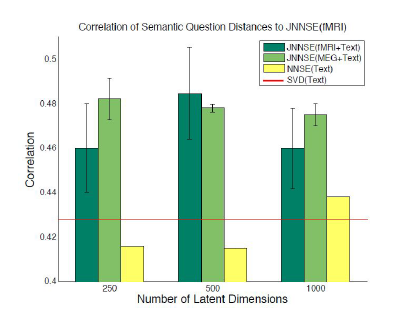 Correlation of Semantic Question Distances to JNNSE(fMRI)
JNNSE(fMRI+Text)
JNNSE(MEG+Text)
NNSE(Text)
SVD(Text)
Correlation
0.5
0.48
0.46
0.44
0.42
0.4
250
500
1000
Number of Latent Dimensions